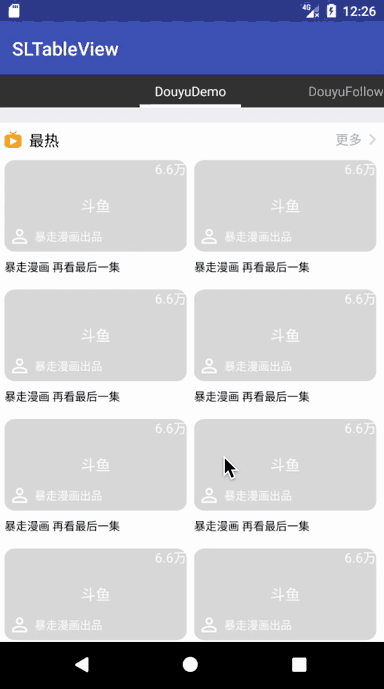 4G 12:26
SLTableView
DouyuDemo DouyuFollow
最热 更多
6.6万 6.6万
斗鱼 斗鱼
暴走漫画出品 暴走漫画出品
暴走漫画 再看最后一集 暴走漫画 再看最后一集
6.6万 6.6万
斗鱼 斗鱼
暴走漫画出品 暴走漫画出品
暴走漫画 再看最后一集 暴走漫画 再看最后一集
6.6万 6.6万
斗鱼 斗鱼
暴走漫画出品 暴走漫画出品
暴走漫画 再看最后一集 暴走漫画 再看最后一集
6.6万 6.6万
斗鱼 斗鱼
暴走漫画出品 暴走漫画出品